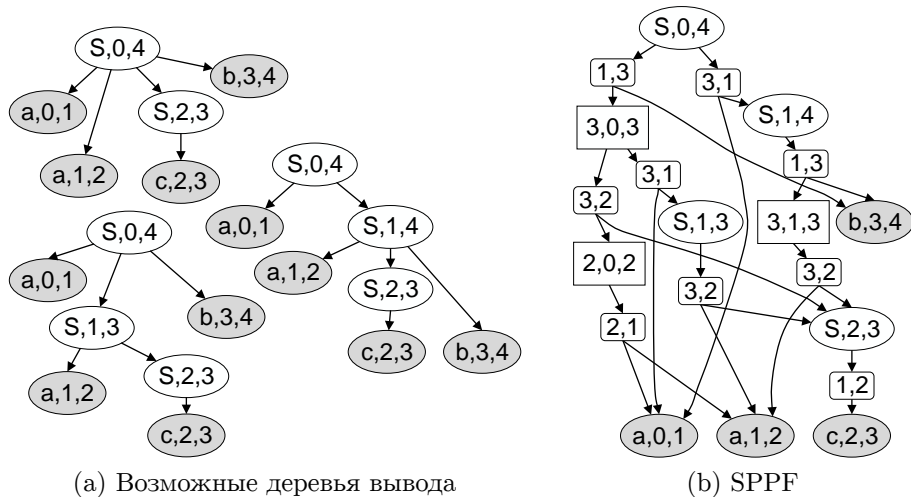 S,0,4
a,0,1
b,3,4
S,2,3
a,1,2
c,2,3
S,0,4
a,0,1
S,1,4
a,1,2
S,2,3
c,2,3
b,3,4
S,0,4
a,0,1
b,3,4
S,1,3
a,1,2
S,2,3
c,2,3
(a) Возможные деревья вывода
S,0,4
1,3
3,1
3,0,3
S,1,4
3,1
1,3
3,2
S,1,3
3,1,3
b,3,4
2,0,2
3,2
3,2
2,1
S,2,3
1,2
a,0,1
a,1,2
c,2,3
(b) SPPF